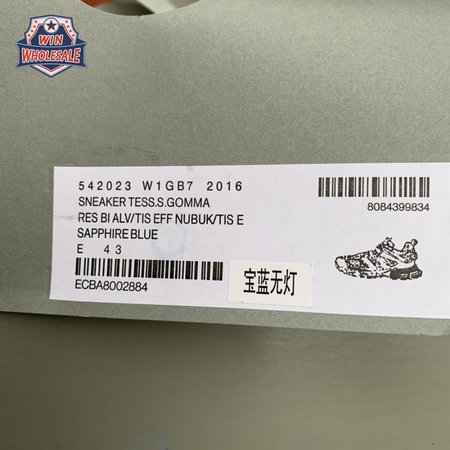 WIN
WHOLESALE
542023 W1GB7 2016
SNEAKER TESS.S.GOMMA
RES BI ALV/TIS EFF NUBUK/TIS E
SAPPHIRE BLUE
E 43
ECBA8002884
8084399834
宝蓝无灯